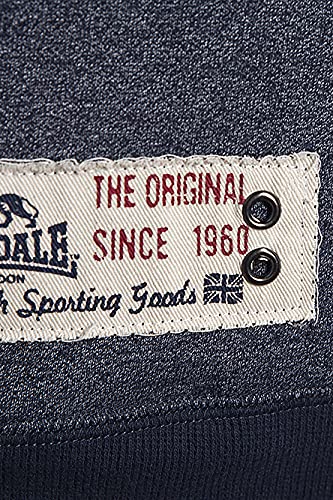 THE ORIGINAL
SINCE 1960
DALE
DON
h Sporting Goods